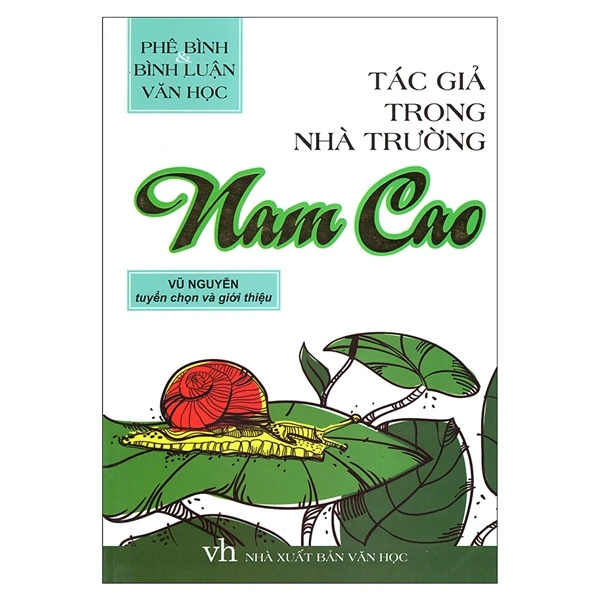 PHÊ BÌNH
&
BÌNH LUẬN
VĂN HỌC
TÁC GIẢ
TRONG
NHÀ TRƯỜNG
Nam Cao
VŨ NGUYỄN
tuyển chọn và giới thiệu
vh NHÀ XUẤT BẢN VĂN HỌC